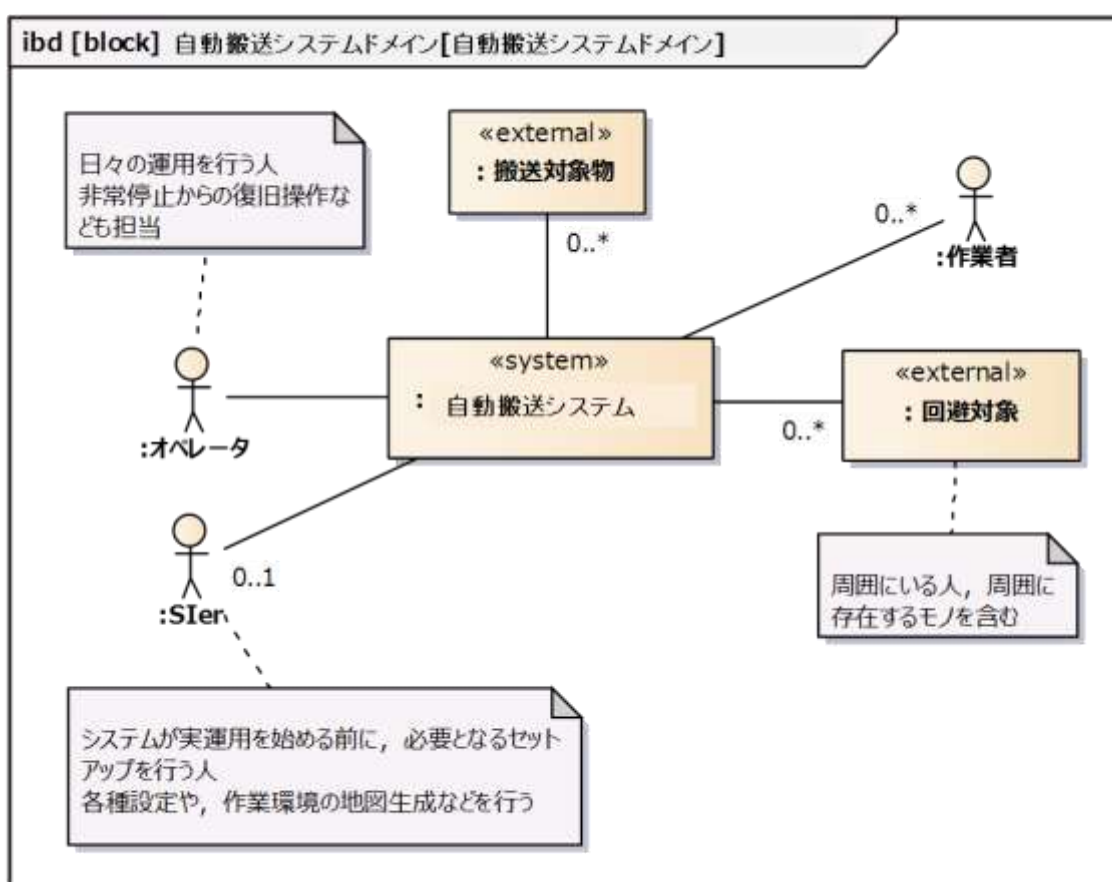 ibd [block] 自動搬送システムドメイン[自動搬送システムドメイン]
日々の運用を行う人
非常停止からの復旧操作な
ども担当
«external»
: 搬送対象物
0..*
0..*
:作業者
«system»
: 自動搬送システム
«external»
: 回避対象
0..*
:オペレータ
0..1
:SIer
周囲にいる人，周囲に
存在するモノを含む
システムが実運用を始める前に，必要となるセット
アップを行う人
各種設定や，作業環境の地図生成などを行う